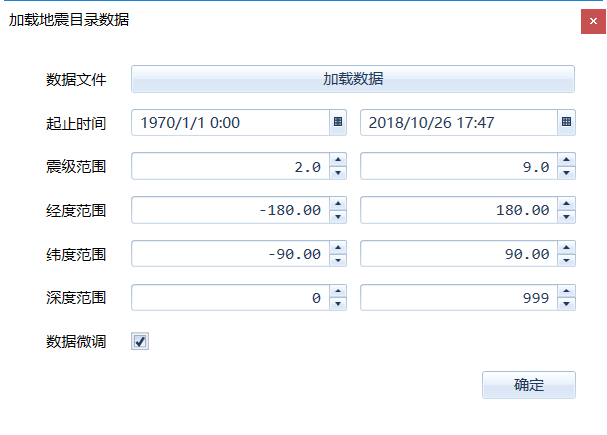 加载地震目录数据
数据文件 加载数据
起止时间 1970/1/1 0:00 2018/10/26 17:47
震级范围 2.0 9.0
经度范围 -180.00 180.00
纬度范围 -90.00 90.00
深度范围 0 999
数据微调
确定